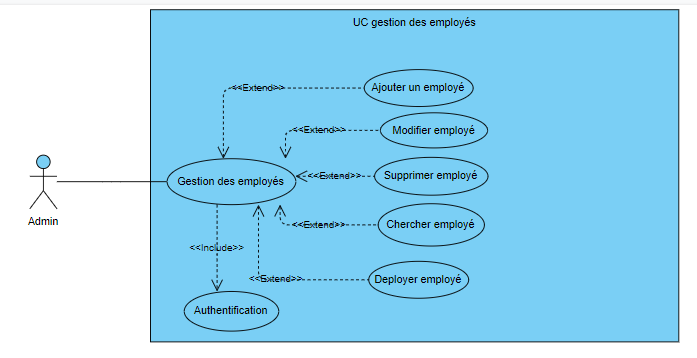 UC gestion des employés
<<Extend>>
Ajouter un employé
<<Extend>>
Modifier employé
Gestion des employés
<<Extend>>
Supprimer employé
Admin
<<Extend>>
Chercher employé
<<Include>>
<<Extend>>
Deployer employé
Authentification